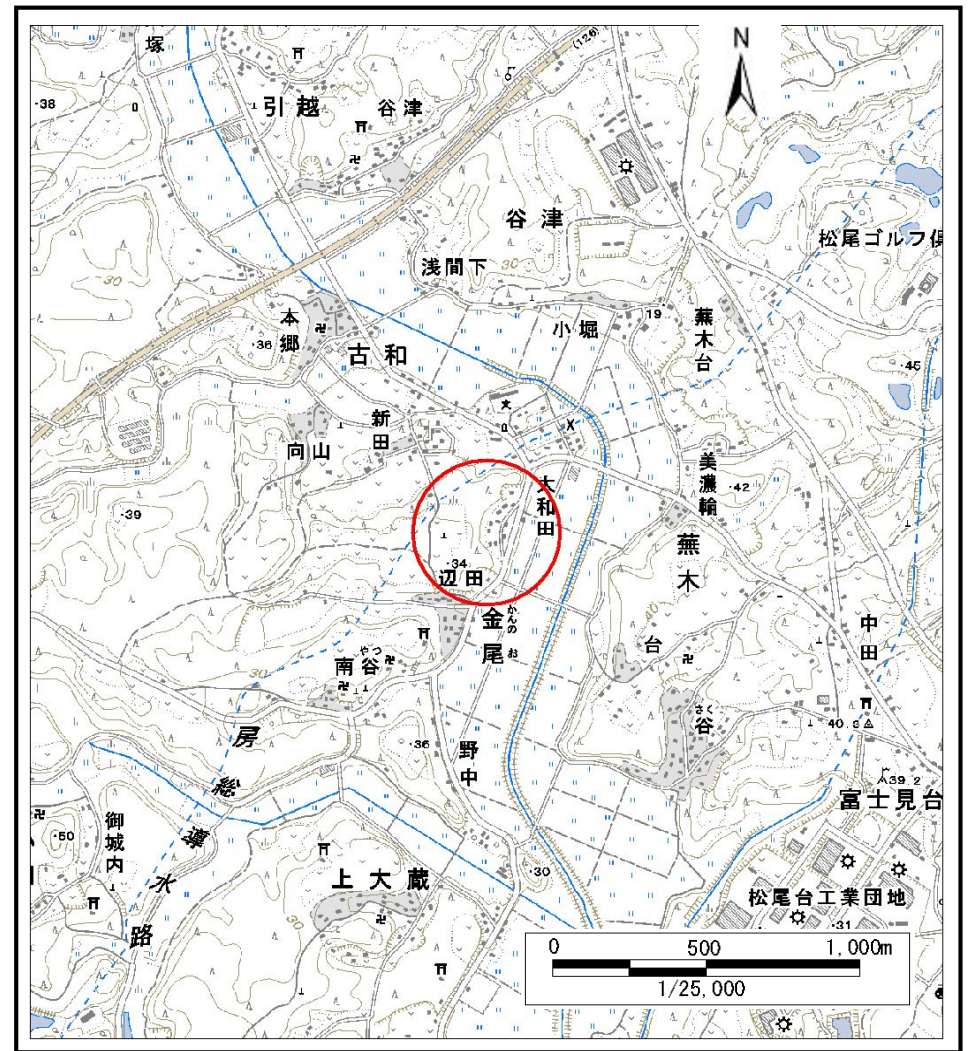 N
塚
(126)
引越
谷津
38
谷津
松尾ゴルフ倶
浅間下
30
30
本郷
小堀
19
蕪木台
36
古和
45
新田
向山
美濃輪
42
大和田
39
蕪木
34
辺田
10
金尾
かんのお
台
中田
南谷
やつ
30
谷
さく
40.3
房総導水路
36
野中
39.2
富士見台
御城内
50
上大蔵
30
松尾台工業団地
31
30
0 500 1,000m
1/25,000